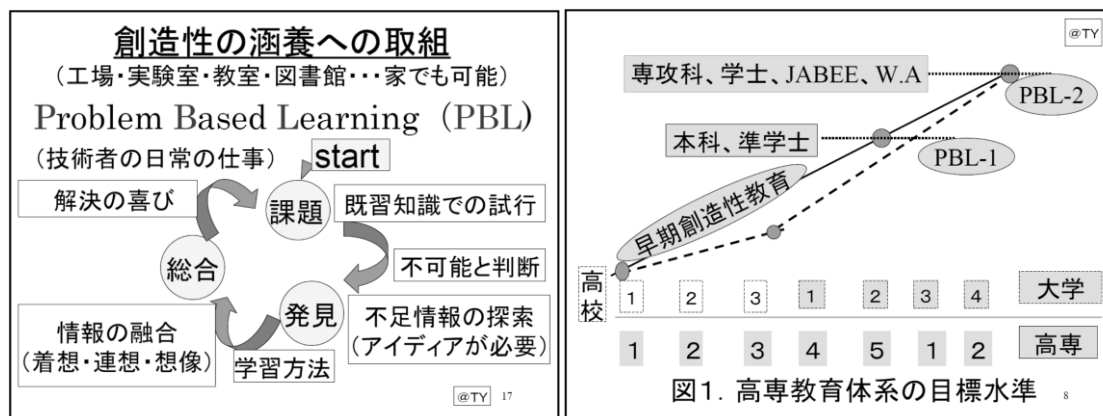 創造性の涵養への取組
(工場・実験室・教室・図書館・・・家でも可能)
Problem Based Learning (PBL)
(技術者の日常の仕事)
start
解決の喜び
課題
既習知識での試行
不可能と判断
総合
発見
不足情報の探索
(アイディアが必要)
情報の融合
(着想・連想・想像)
学習方法
@TY
17
@TY
専攻科、学士、JABEE、W.A
PBL-2
本科、準学士
PBL-1
早期創造性教育
高校
1 2 3 1 2 3 4 大学
1 2 3 4 5 1 2 高専
図1. 高専教育体系の目標水準
8